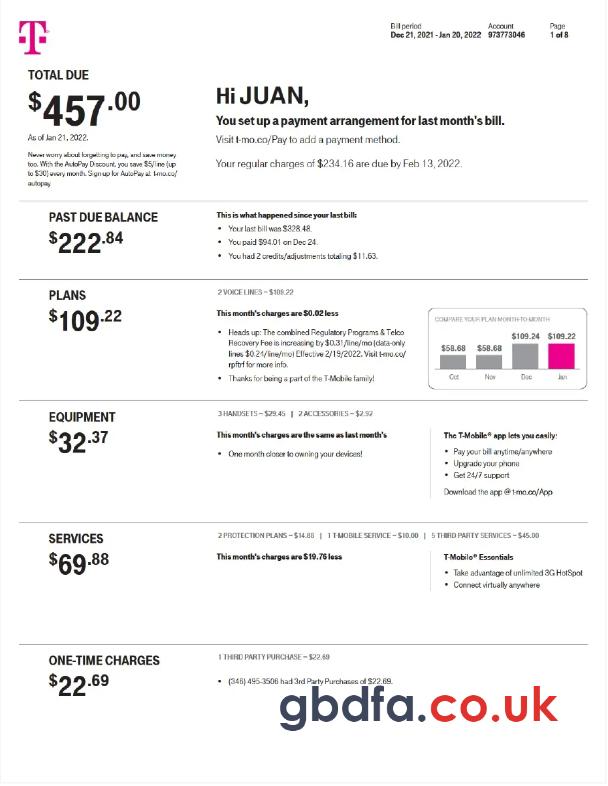 T
Bill period Account Page
Dec 21, 2021 - Jan 20, 2022 973773046 1 of 8
TOTAL DUE
$457.00
As of Jan 21, 2022.
Never worry about forgetting to pay, and save money
too. With the AutoPay Discount, you save $5/line (up
to $30) every month. Sign up for AutoPay at t-mo.co/
autopay
Hi JUAN,
You set up a payment arrangement for last month's bill.
Visit t-mo.co/Pay to add a payment method.
Your regular charges of $234.16 are due by Feb 13, 2022.
PAST DUE BALANCE
$222.84
This is what happened since your last bill:
• Your last bill was $328.48.
• You paid $94.01 on Dec 24.
• You had 2 credits/adjustments totaling $11.63.
PLANS
$109.22
2 VOICE LINES – $109.22
This month's charges are $0.02 less
• Heads up: The combined Regulatory Programs & Telco
Recovery Fee is increasing by $0.31/line/mo (data-only
lines $0.24/line/mo) Effective 2/19/2022. Visit t-mo.co/
rpftrf for more info.
• Thanks for being a part of the T-Mobile family!
COMPARE YOUR PLAN MONTH-TO-MONTH
$58.68 $58.68 $109.24 $109.22
Oct Nov Dec Jan
EQUIPMENT
$32.37
3 HANDSETS – $29.45 | 2 ACCESSORIES – $2.92
This month's charges are the same as last month's
• One month closer to owning your devices!
The T-Mobile® app lets you easily:
• Pay your bill anytime/anywhere
• Upgrade your phone
• Get 24/7 support
Download the app @ t-mo.co/App
SERVICES
$69.88
2 PROTECTION PLANS – $14.88 | 1 T-MOBILE SERVICE – $10.00 | 5 THIRD PARTY SERVICES – $45.00
This month's charges are $19.76 less
T-Mobile® Essentials
• Take advantage of unlimited 3G HotSpot
• Connect virtually anywhere
ONE-TIME CHARGES
$22.69
1 THIRD PARTY PURCHASE – $22.69
• (346) 495-3506 had 3rd Party Purchases of $22.69.
gbdfa.co.uk